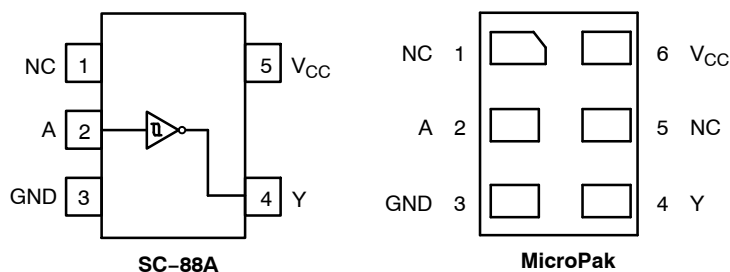 NC 1 5 VCC
A 2
GND 3 4 Y
SC–88A
NC 1 6 VCC
A 2 5 NC
GND 3 4 Y
MicroPak